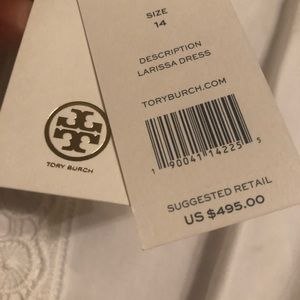 SIZE
14
DESCRIPTION
LARISSA DRESS
TORYBURCH.COM
1 90041 14225 5
SUGGESTED RETAIL
US $495.00
TORY BURCH